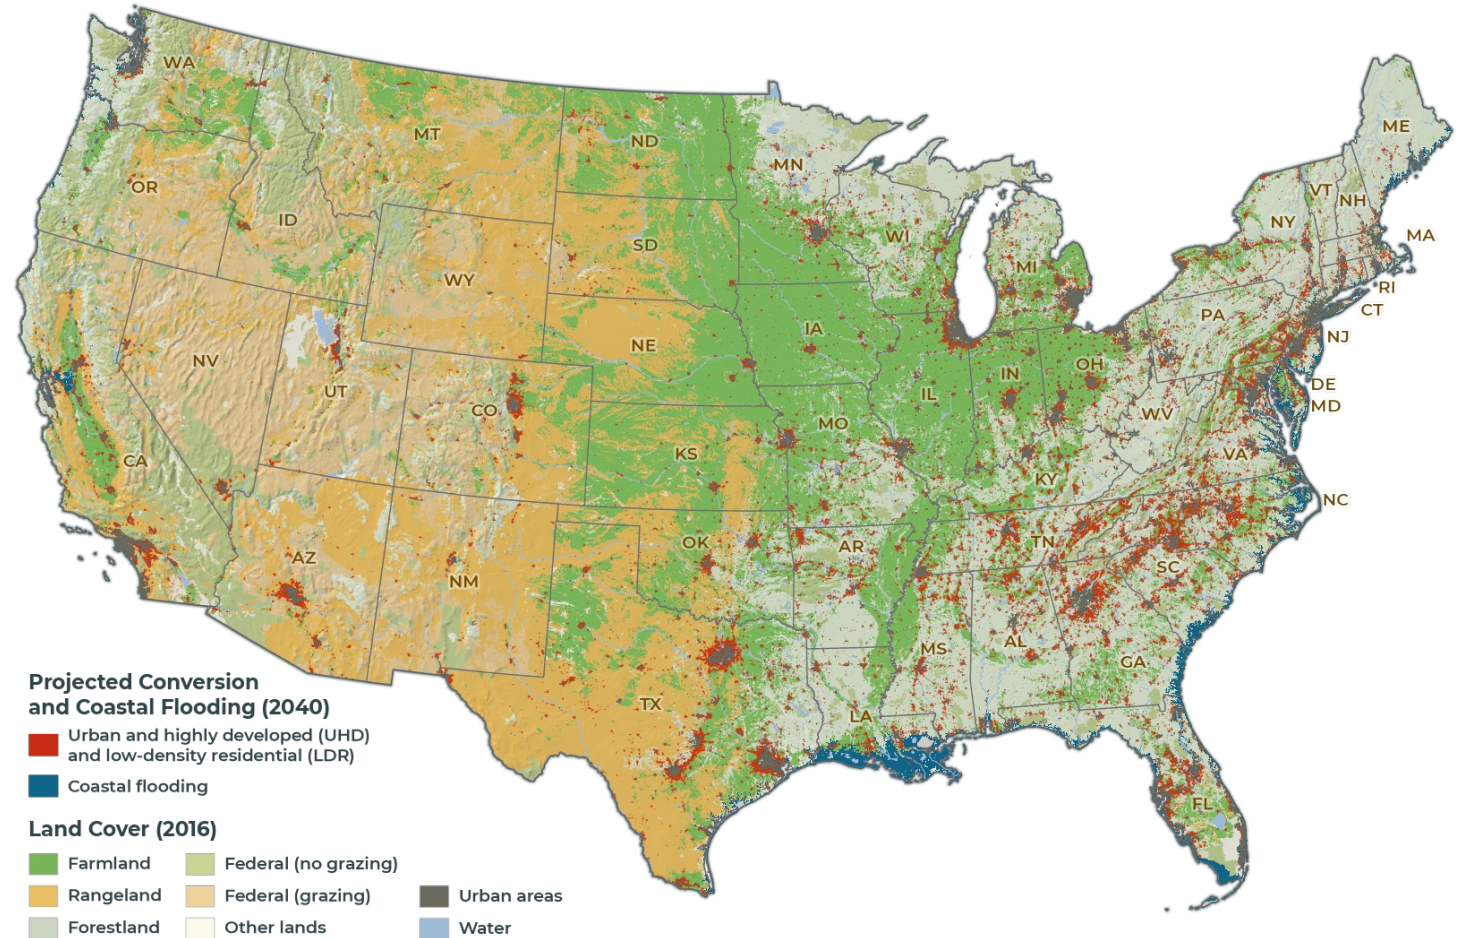 WA
MT
ND
MN
ME
OR
ID
VT
NH
NY
MA
SD
WI
MI
WY
RI
CT
PA
IA
NJ
NE
NV
OH
IN
UT
DE
IL
MD
CO
WV
MO
KS
VA
CA
KY
NC
OK
TN
AR
AZ
SC
NM
AL
MS
GA
TX
LA
FL
Projected Conversion
and Coastal Flooding (2040)
Urban and highly developed (UHD)
and low-density residential (LDR)
Coastal flooding
Land Cover (2016)
Farmland
Federal (no grazing)
Rangeland
Federal (grazing)
Urban areas
Forestland
Other lands
Water